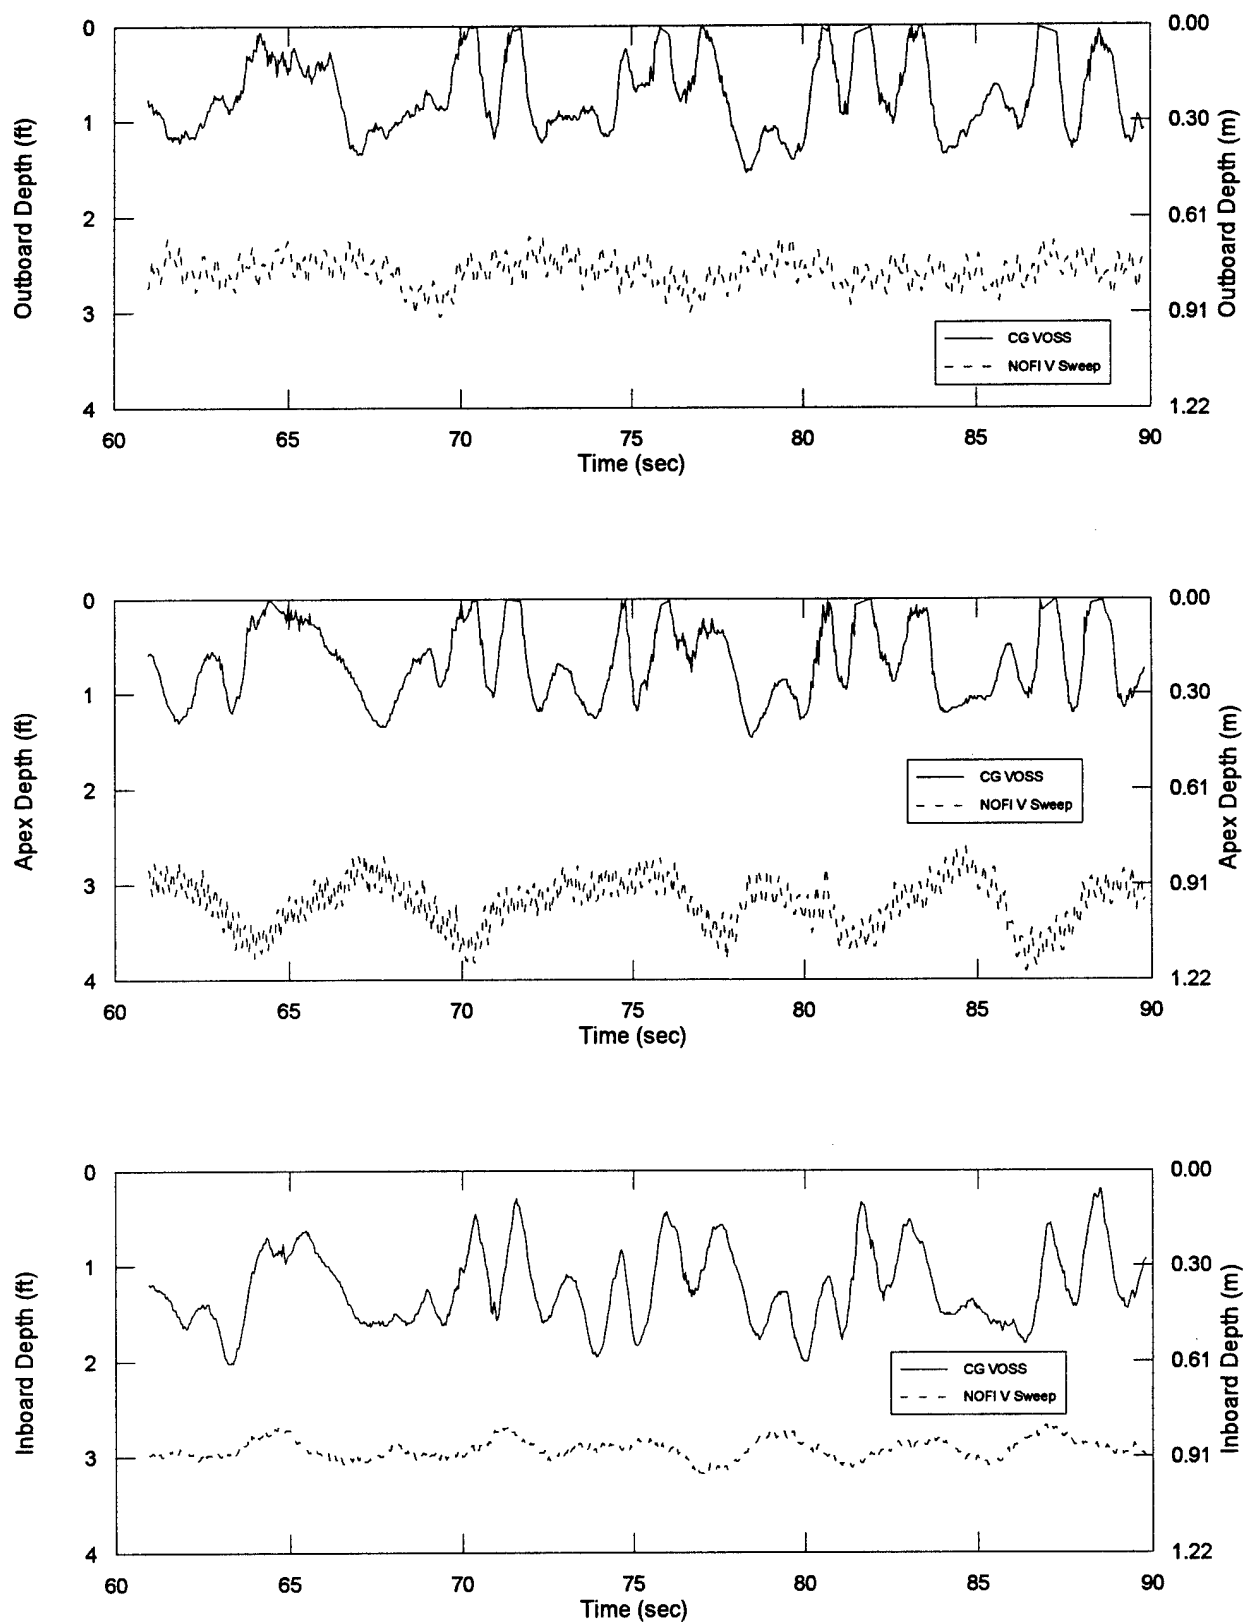 0
1
2
3
4
Outboard Depth (ft)
0.00
0.30
0.61
0.91
1.22
Outboard Depth (m)
CG VOSS
NOFI V Sweep
60 65 70 75 80 85 90
Time (sec)
0
1
2
3
4
Apex Depth (ft)
0.00
0.30
0.61
0.91
1.22
Apex Depth (m)
CG VOSS
NOFI V Sweep
60 65 70 75 80 85 90
Time (sec)
0
1
2
3
4
Inboard Depth (ft)
0.00
0.30
0.61
0.91
1.22
Inboard Depth (m)
CG VOSS
NOFI V Sweep
60 65 70 75 80 85 90
Time (sec)